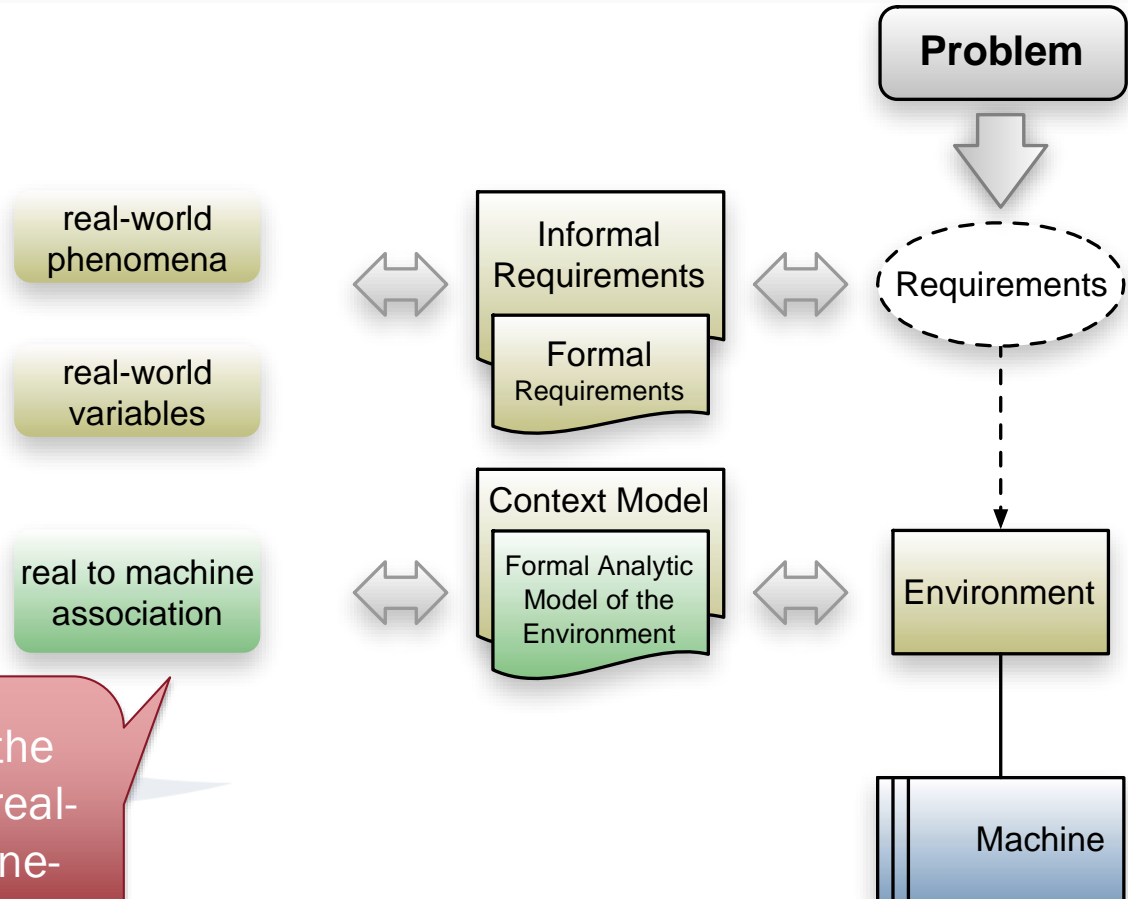 Problem
real-world
phenomena
Informal
Requirements
Requirements
real-world
variables
Formal
Requirements
Context Model
real to machine
association
Formal Analytic
Model of the
Environment
Environment
the
real-
ne-
Machine